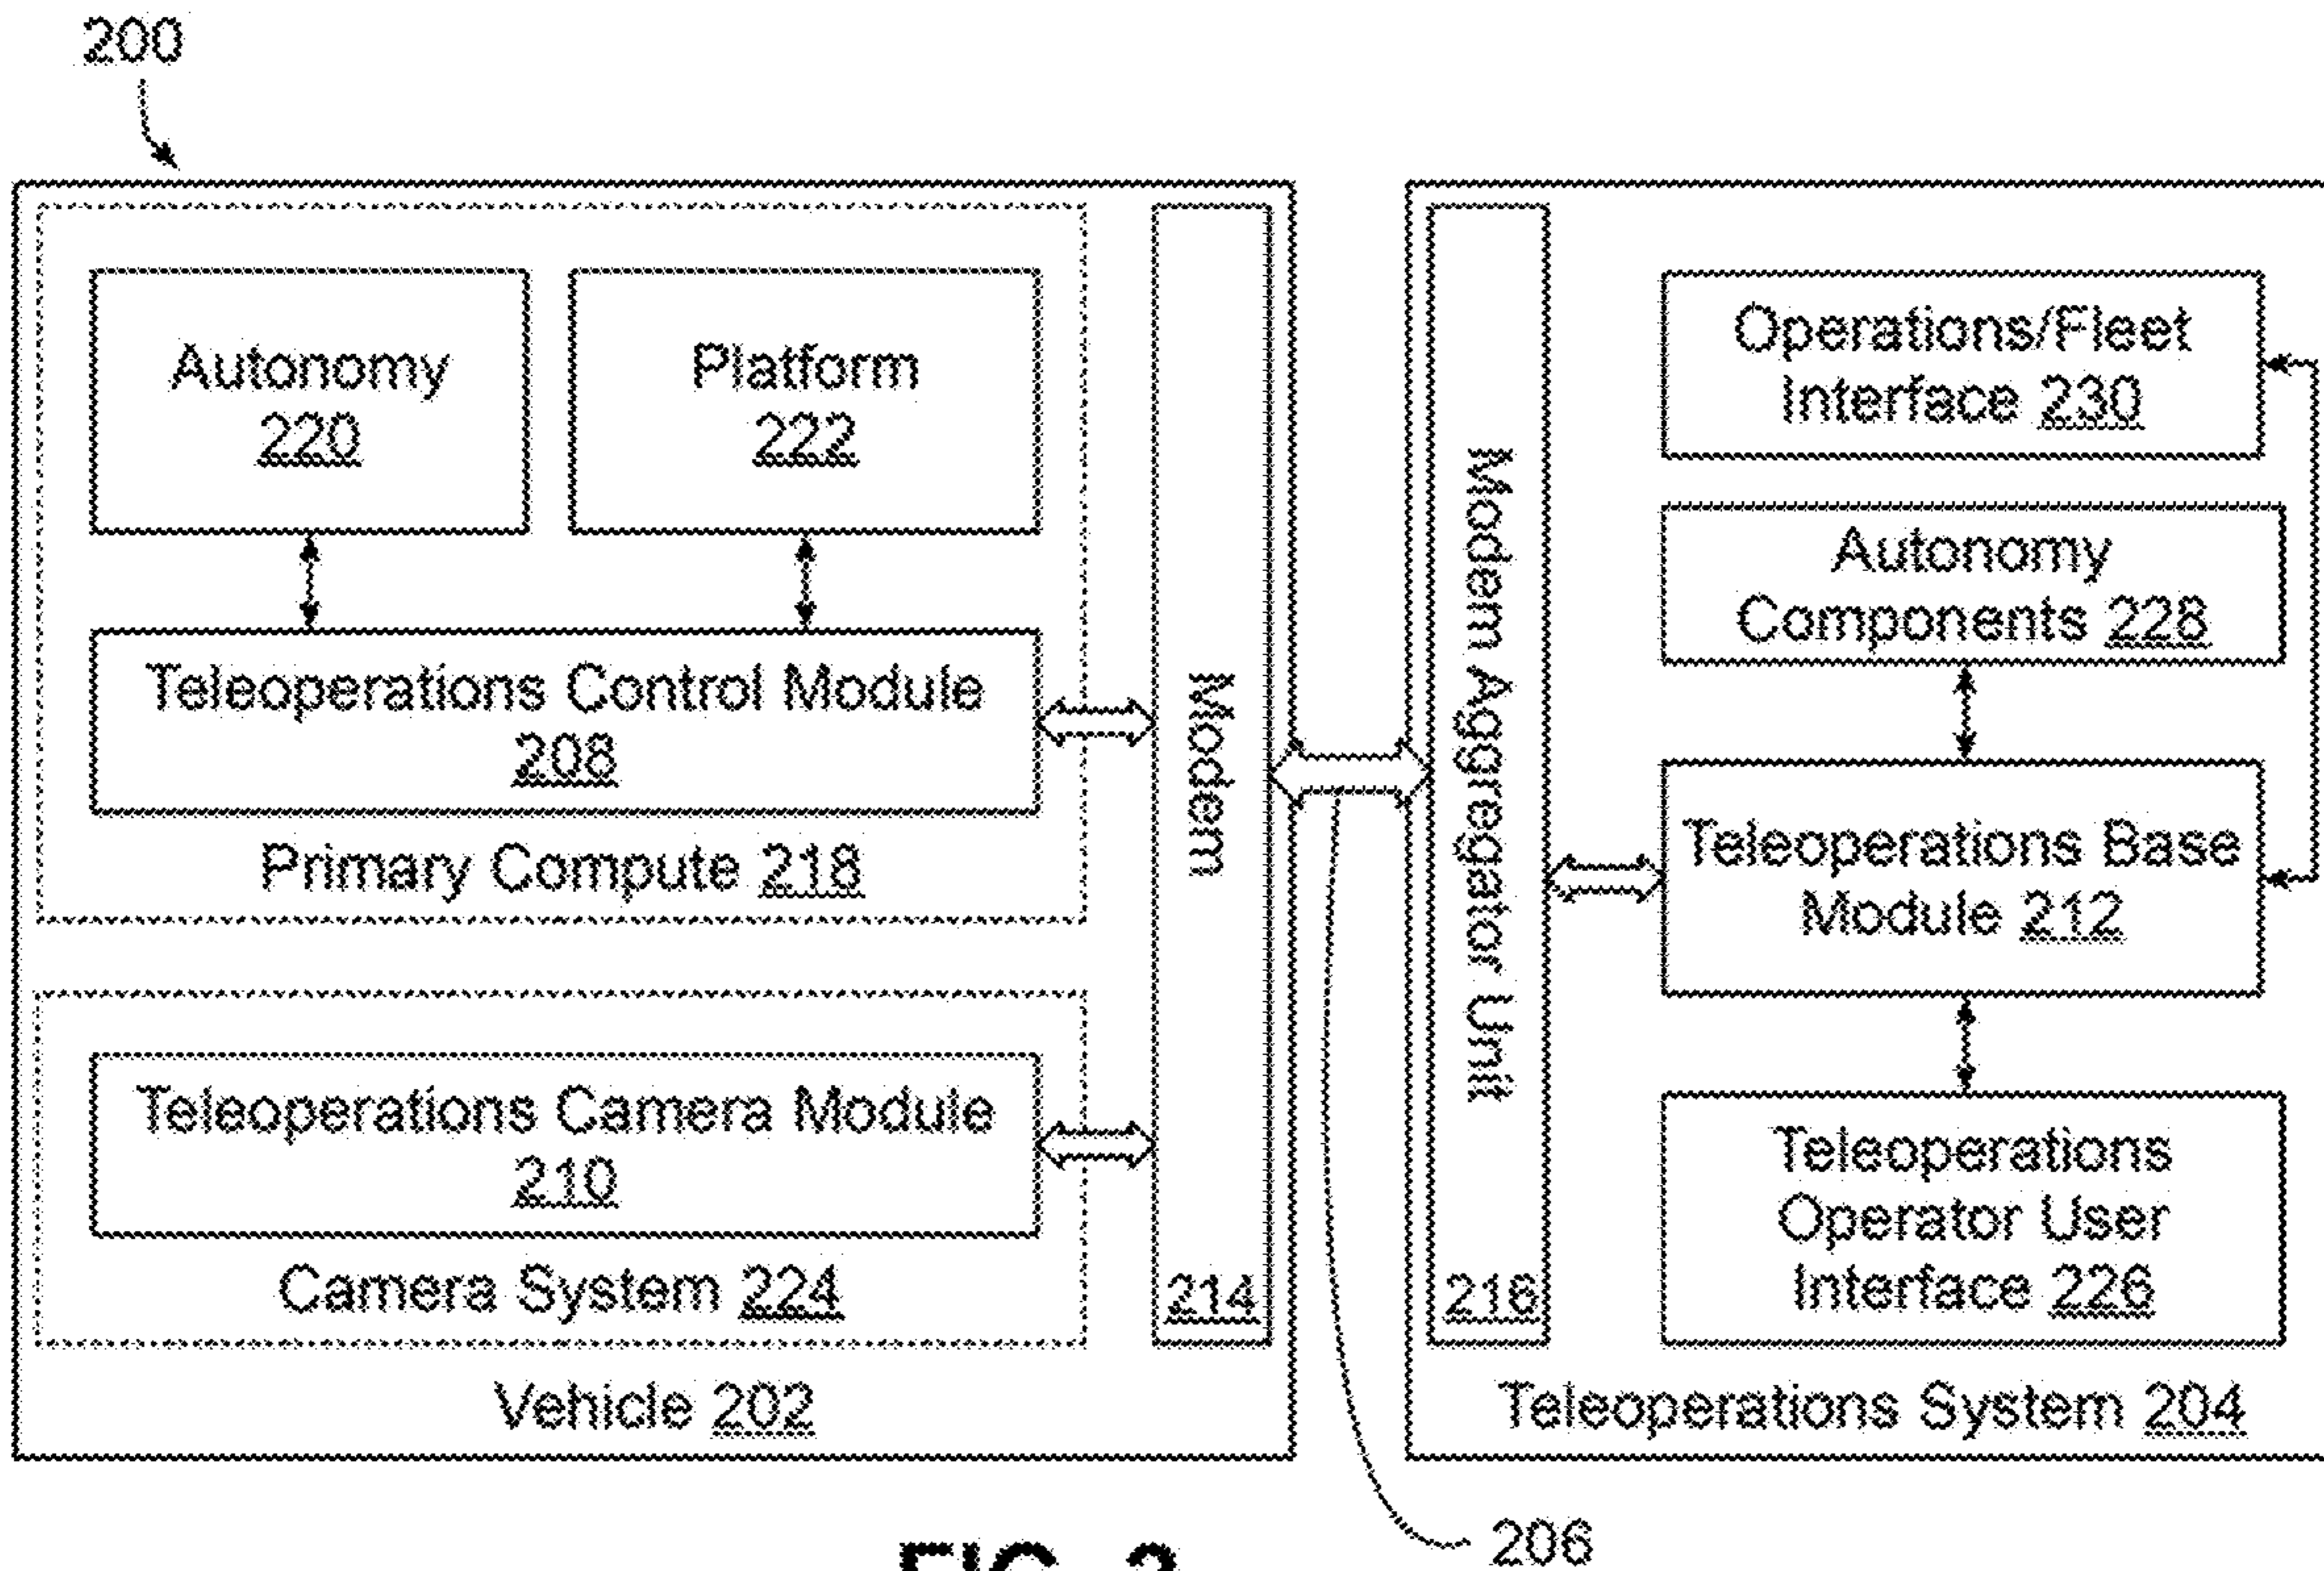 200
Autonomy
220
Platform
222
Teleoperations Control Module
208
Primary Compute 218
Teleoperations Camera Module
210
Camera System 224
Modem
214
Vehicle 202
206
Modem Aggregator Unit
216
Operations/Fleet
Interface 230
Autonomy
Components 228
Teleoperations Base
Module 212
Teleoperations
Operator User
Interface 226
Teleoperations System 204
FIG. 2